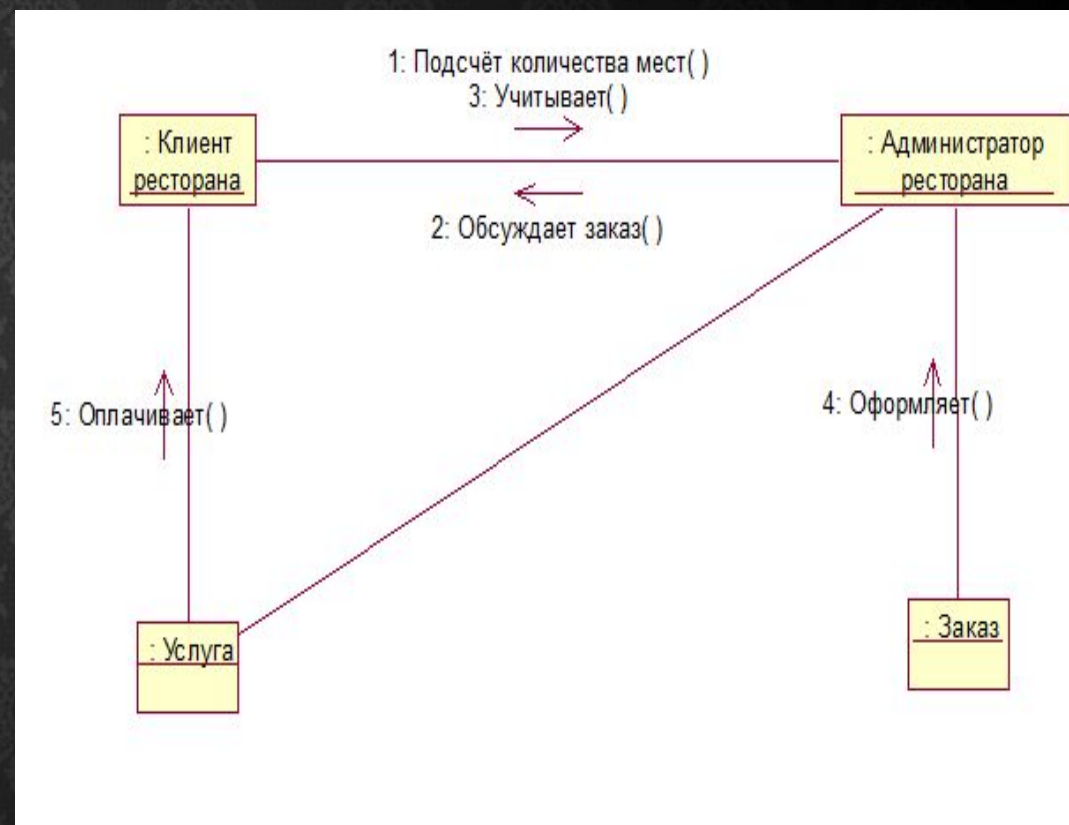 1: Подсчёт количества мест( )
3: Учитывает( )
: Клиент
ресторана
: Администратор
ресторана
2: Обсуждает заказ( )
5: Оплачивает( )
4: Оформляет( )
: Услуга
: Заказ